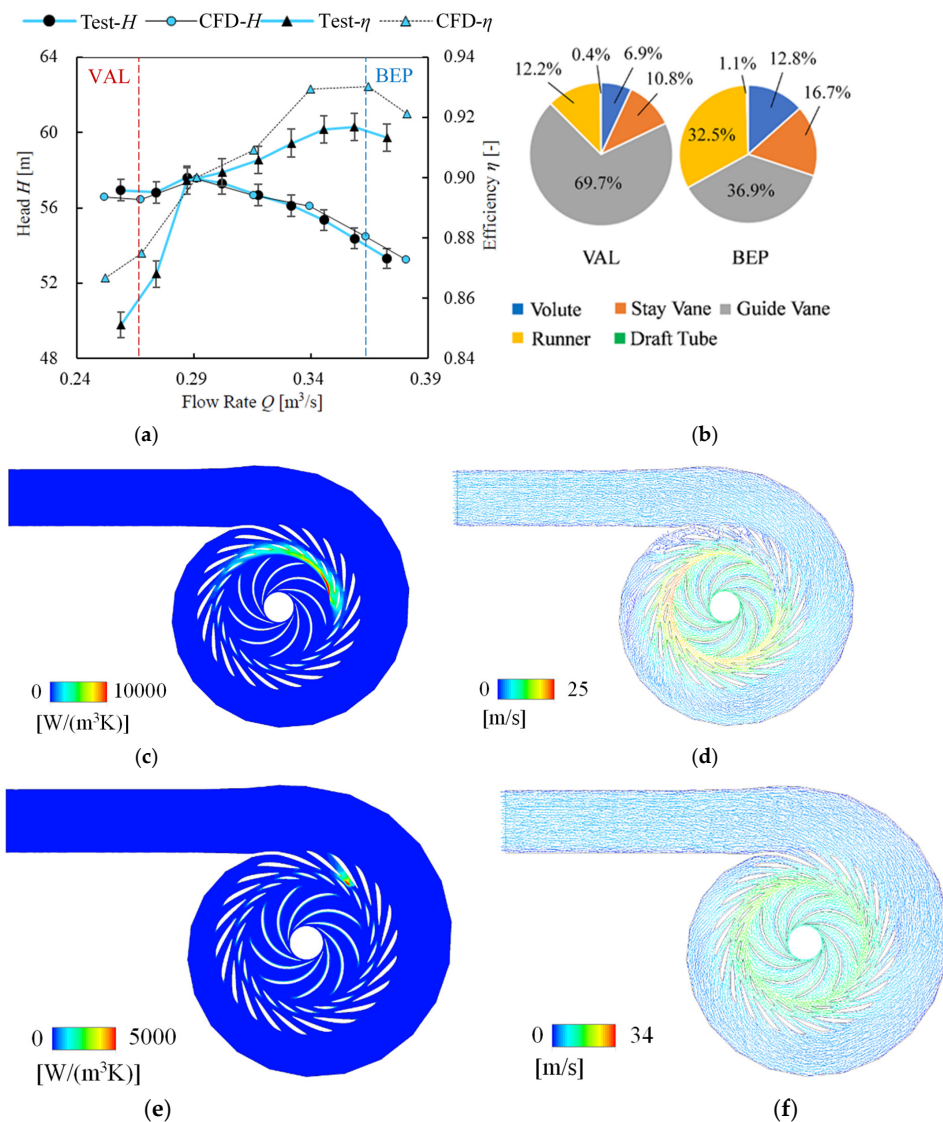 Test-H CFD-H Test-η CFD-η
(a)
VAL
BEP
Head H [m]
64
60
56
52
48
0.24 0.29 0.34 0.39
Flow Rate Q [m³/s]
0.94
0.92
0.90
0.88
0.86
0.84
Efficiency η [-]
(b)
0.4% 6.9%
12.2% 10.8%
69.7%
VAL
1.1% 12.8%
16.7%
32.5%
36.9%
BEP
Volute Stay Vane Guide Vane
Runner Draft Tube
0 10000
[W/(m³K)]
(c)
0 25
[m/s]
(d)
0 5000
[W/(m³K)]
(e)
0 34
[m/s]
(f)